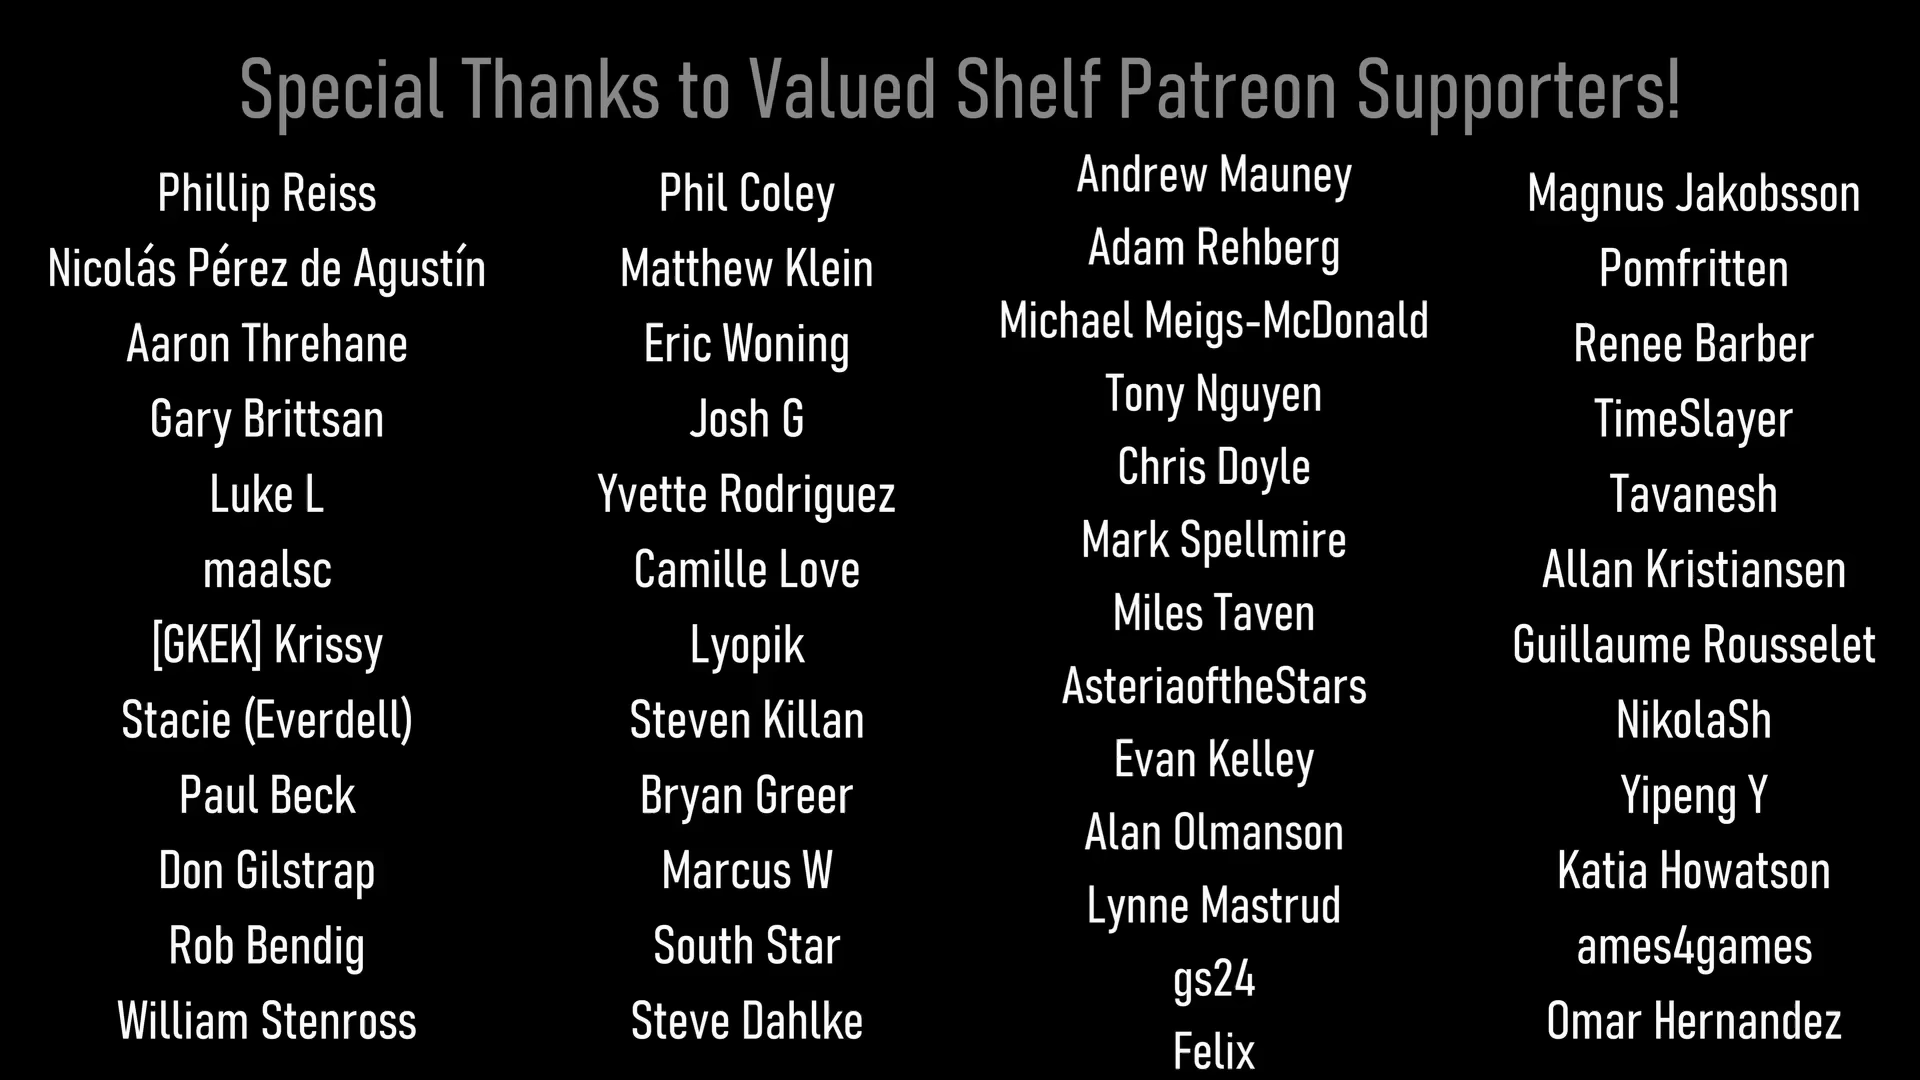 Special Thanks to Valued Shelf Patreon Supporters!
Phillip Reiss
Nicolás Pérez de Agustín
Aaron Threhane
Gary Brittsan
Luke L
maalsc
[GKEK] Krissy
Stacie (Everdell)
Paul Beck
Don Gilstrap
Rob Bendig
William Stenross
Phil Coley
Matthew Klein
Eric Woning
Josh G
Yvette Rodriguez
Camille Love
Lyopik
Steven Killan
Bryan Greer
Marcus W
South Star
Steve Dahlke
Andrew Mauney
Adam Rehberg
Michael Meigs-McDonald
Tony Nguyen
Chris Doyle
Mark Spellmire
Miles Taven
AsteriaoftheStars
Evan Kelley
Alan Olmanson
Lynne Mastrud
gs24
Felix
Magnus Jakobsson
Pomfritten
Renee Barber
TimeSlayer
Tavanesh
Allan Kristiansen
Guillaume Rousselet
NikolaSh
Yipeng Y
Katia Howatson
ames4games
Omar Hernandez